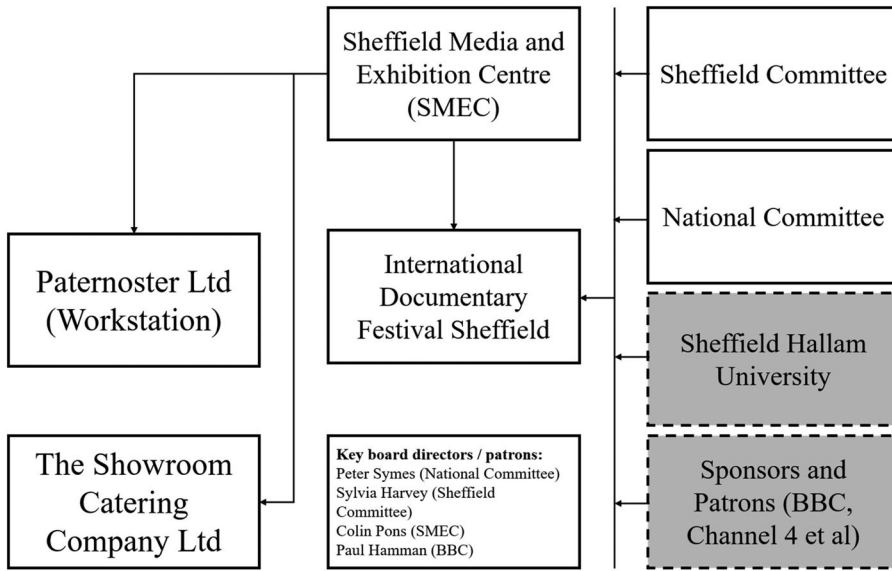 Sheffield Media and
Exhibition Centre
(SMEC)
Sheffield Committee
National Committee
Paternoster Ltd
(Workstation)
International
Documentary
Festival Sheffield
Sheffield Hallam
University
The Showroom
Catering
Company Ltd
Key board directors / patrons:
Peter Symes (National Committee)
Sylvia Harvey (Sheffield
Committee)
Colin Pons (SMEC)
Paul Hamman (BBC)
Sponsors and
Patrons (BBC,
Channel 4 et al)